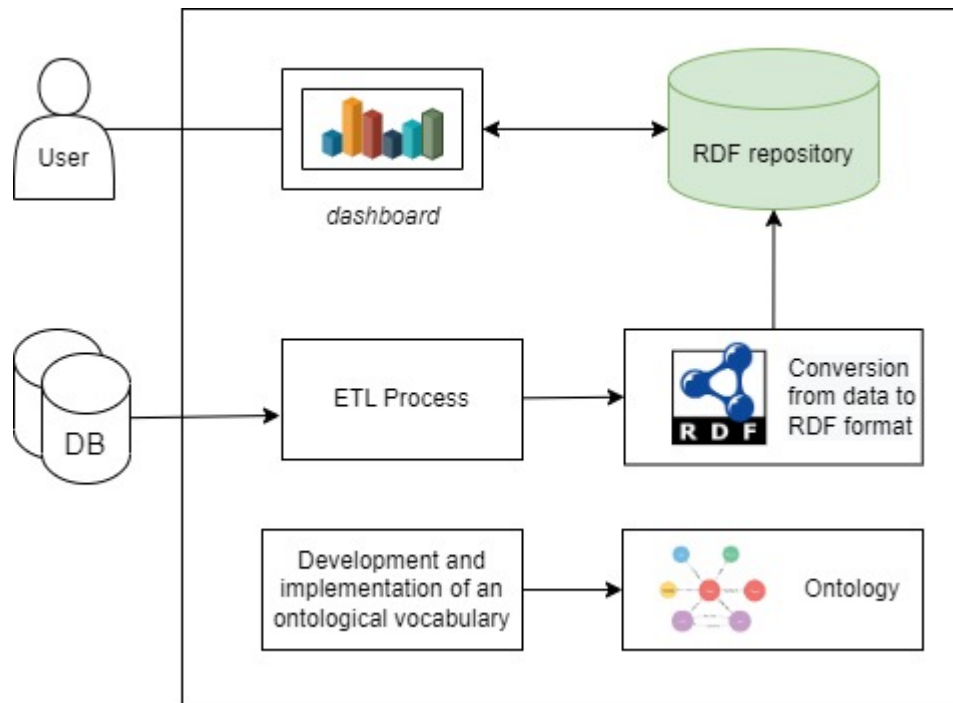 User
dashboard
RDF repository
DB
ETL Process
RDF
Conversion
from data to
RDF format
Development and
implementation of an
ontological vocabulary
Ontology